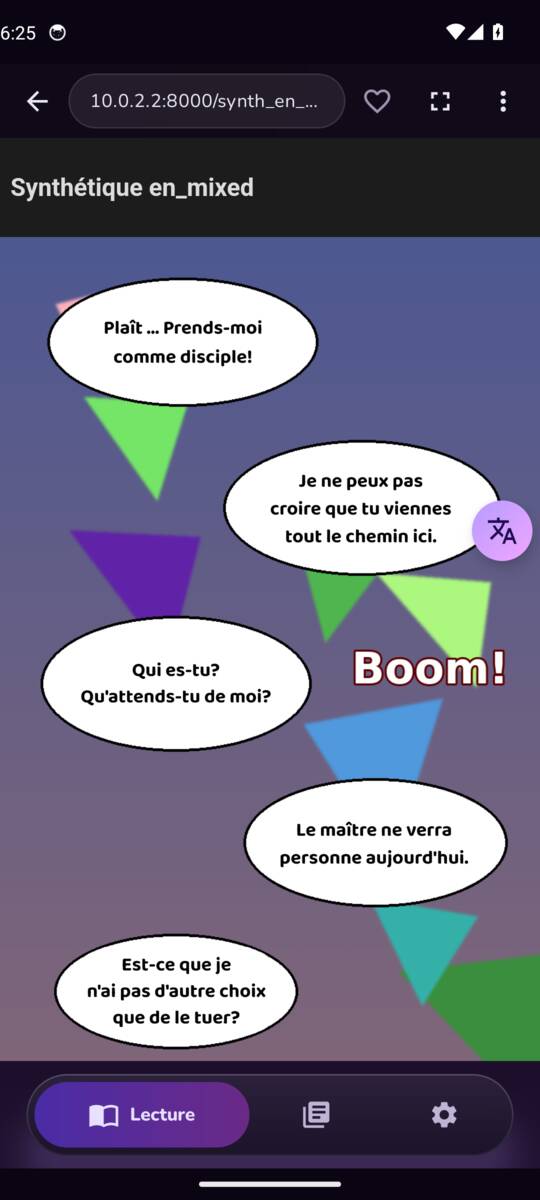 6:25
10.0.2.2:8000/synth_en_...
Synthétique en_mixed
Plaît ... Prends-moi
comme disciple!
Je ne peux pas
croire que tu viennes
tout le chemin ici.
Qui es-tu?
Qu'attends-tu de moi?
Boom!
Le maître ne verra
personne aujourd'hui.
Est-ce que je
n'ai pas d'autre choix
que de le tuer?
Lecture